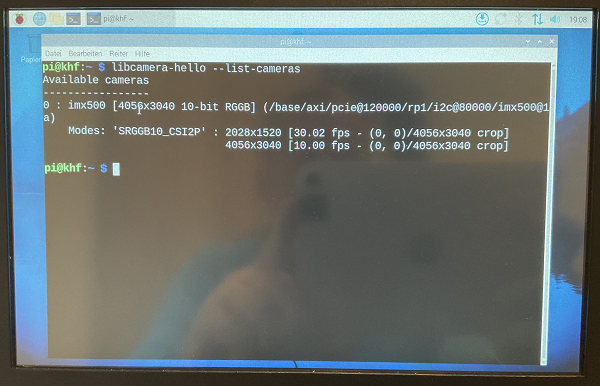 pi@khf: ~
19:08
pi@khf: ~
Datei Bearbeiten Reiter Hilfe
pi@khf:~ $ libcamera-hello --list-cameras
Available cameras
-----------------
0 : imx500 [4056x3040 10-bit RGGB] (/base/axi/pcie@120000/rp1/i2c@80000/imx500@1
a)
Modes: 'SRGGB10_CSI2P' : 2028x1520 [30.02 fps - (0, 0)/4056x3040 crop]
4056x3040 [10.00 fps - (0, 0)/4056x3040 crop]
pi@khf:~ $